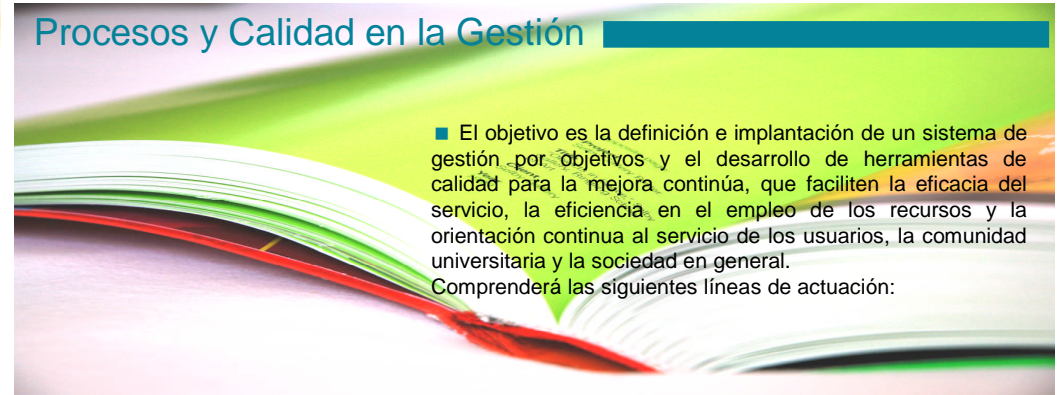 Procesos y Calidad en la Gestión
■ El objetivo es la definición e implantación de un sistema de
gestión por objetivos y el desarrollo de herramientas de
calidad para la mejora continúa, que faciliten la eficacia del
servicio, la eficiencia en el empleo de los recursos y la
orientación continua al servicio de los usuarios, la comunidad
universitaria y la sociedad en general.
Comprenderá las siguientes líneas de actuación: